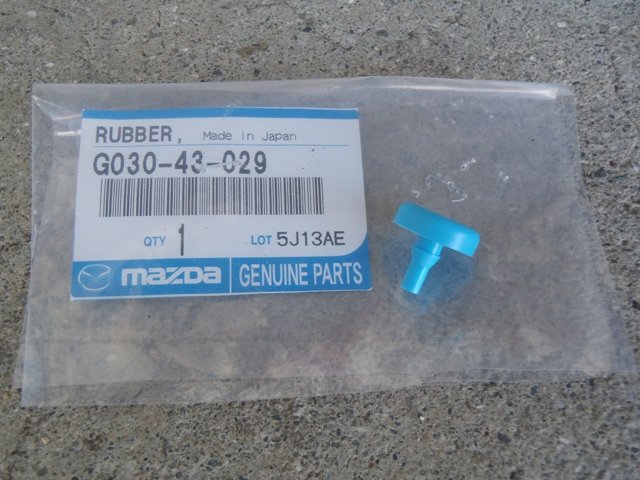 RUBBER, Made in Japan
G030-43-029
QTY 1 LOT 5J13AE
mazda GENUINE PARTS